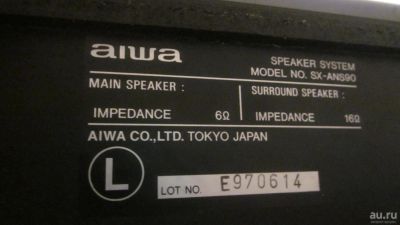 aiwa
SPEAKER SYSTEM
MODEL NO. SX-ANS90
MAIN SPEAKER :
SURROUND SPEAKER :
IMPEDANCE 6Ω
IMPEDANCE 16Ω
AIWA CO.,LTD. TOKYO JAPAN
L
LOT NO. E970614
au.ru